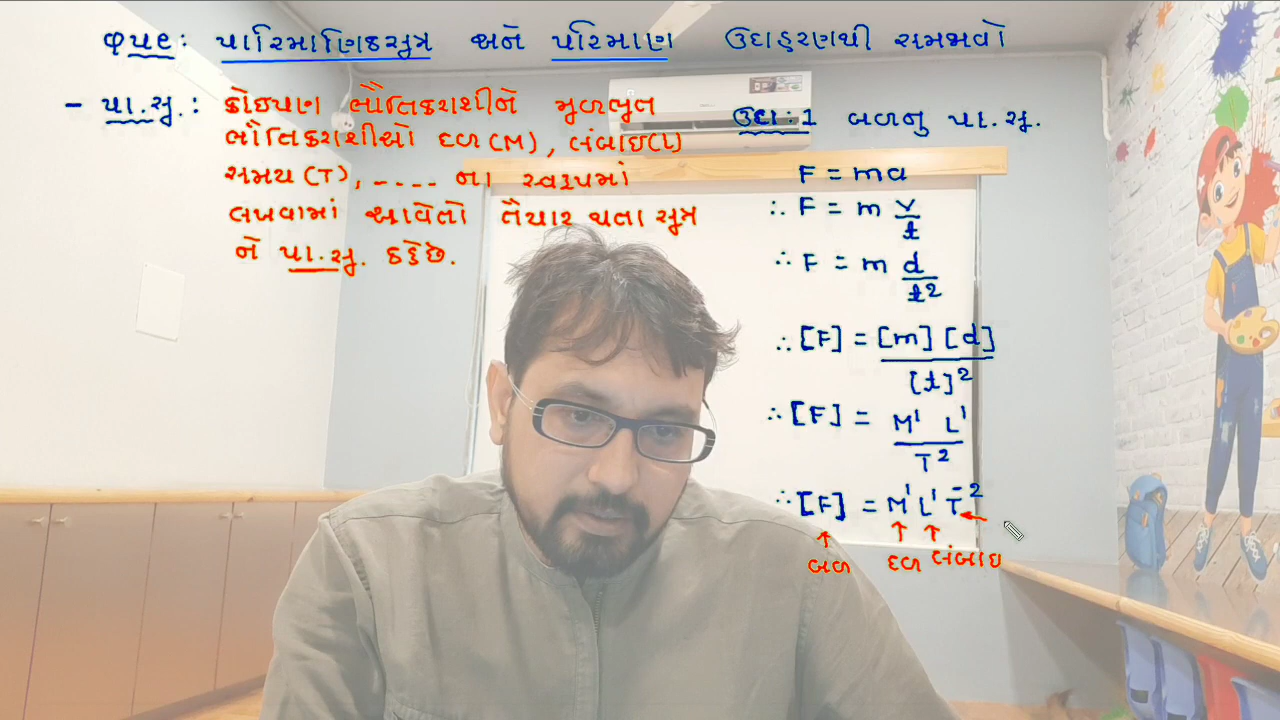 વ્યાપદ: પારિમાણિકસુત્ર અને પરિમાણ ઉદાહરણથી સમજાવો
- પા.સુ.: કોઇપણ ભૌતિકરાશીને મુળભુત
ભૌતિકરાશીઓ દળ(M), લંબાઇ(L)
સમય(T), ---- ના સ્વરૂપમાં
લખવામાં આવેતો તૈયાર થતા સુત્ર
ને પા.સુ. કહેછે.
ઉદા:1 બળનુ પા.સુ.
F = ma
∴ F = m v/t
∴ F = m d/t²
∴ [F] = [m] [d] / [t]²
∴ [F] = M¹ L¹ / T²
∴ [F] = M¹ L¹ T⁻²
બળ દળ લંબાઇ